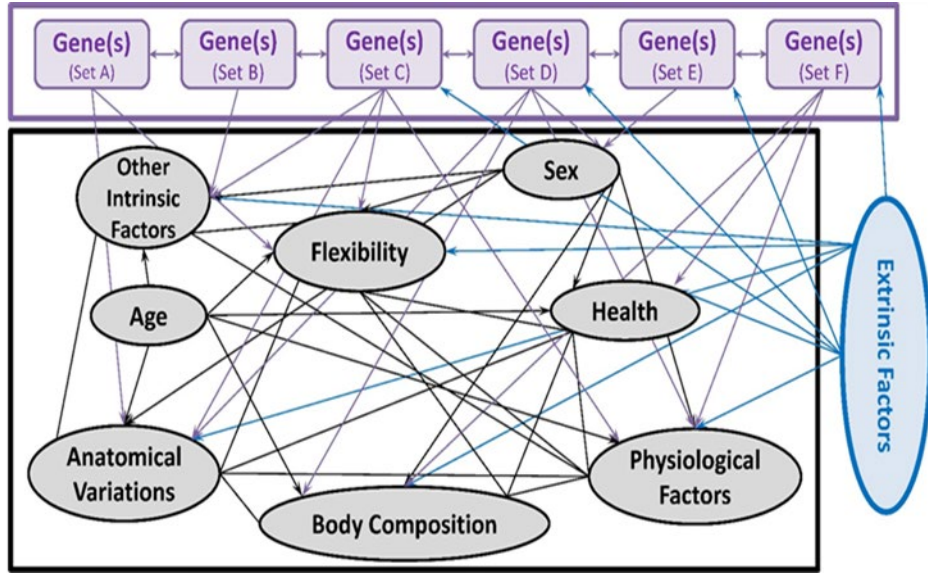 Gene(s)
(Set A)
Gene(s)
(Set B)
Gene(s)
(Set C)
Gene(s)
(Set D)
Gene(s)
(Set E)
Gene(s)
(Set F)
Other
Intrinsic
Factors
Sex
Flexibility
Age
Health
Extrinsic Factors
Anatomical
Variations
Physiological
Factors
Body Composition